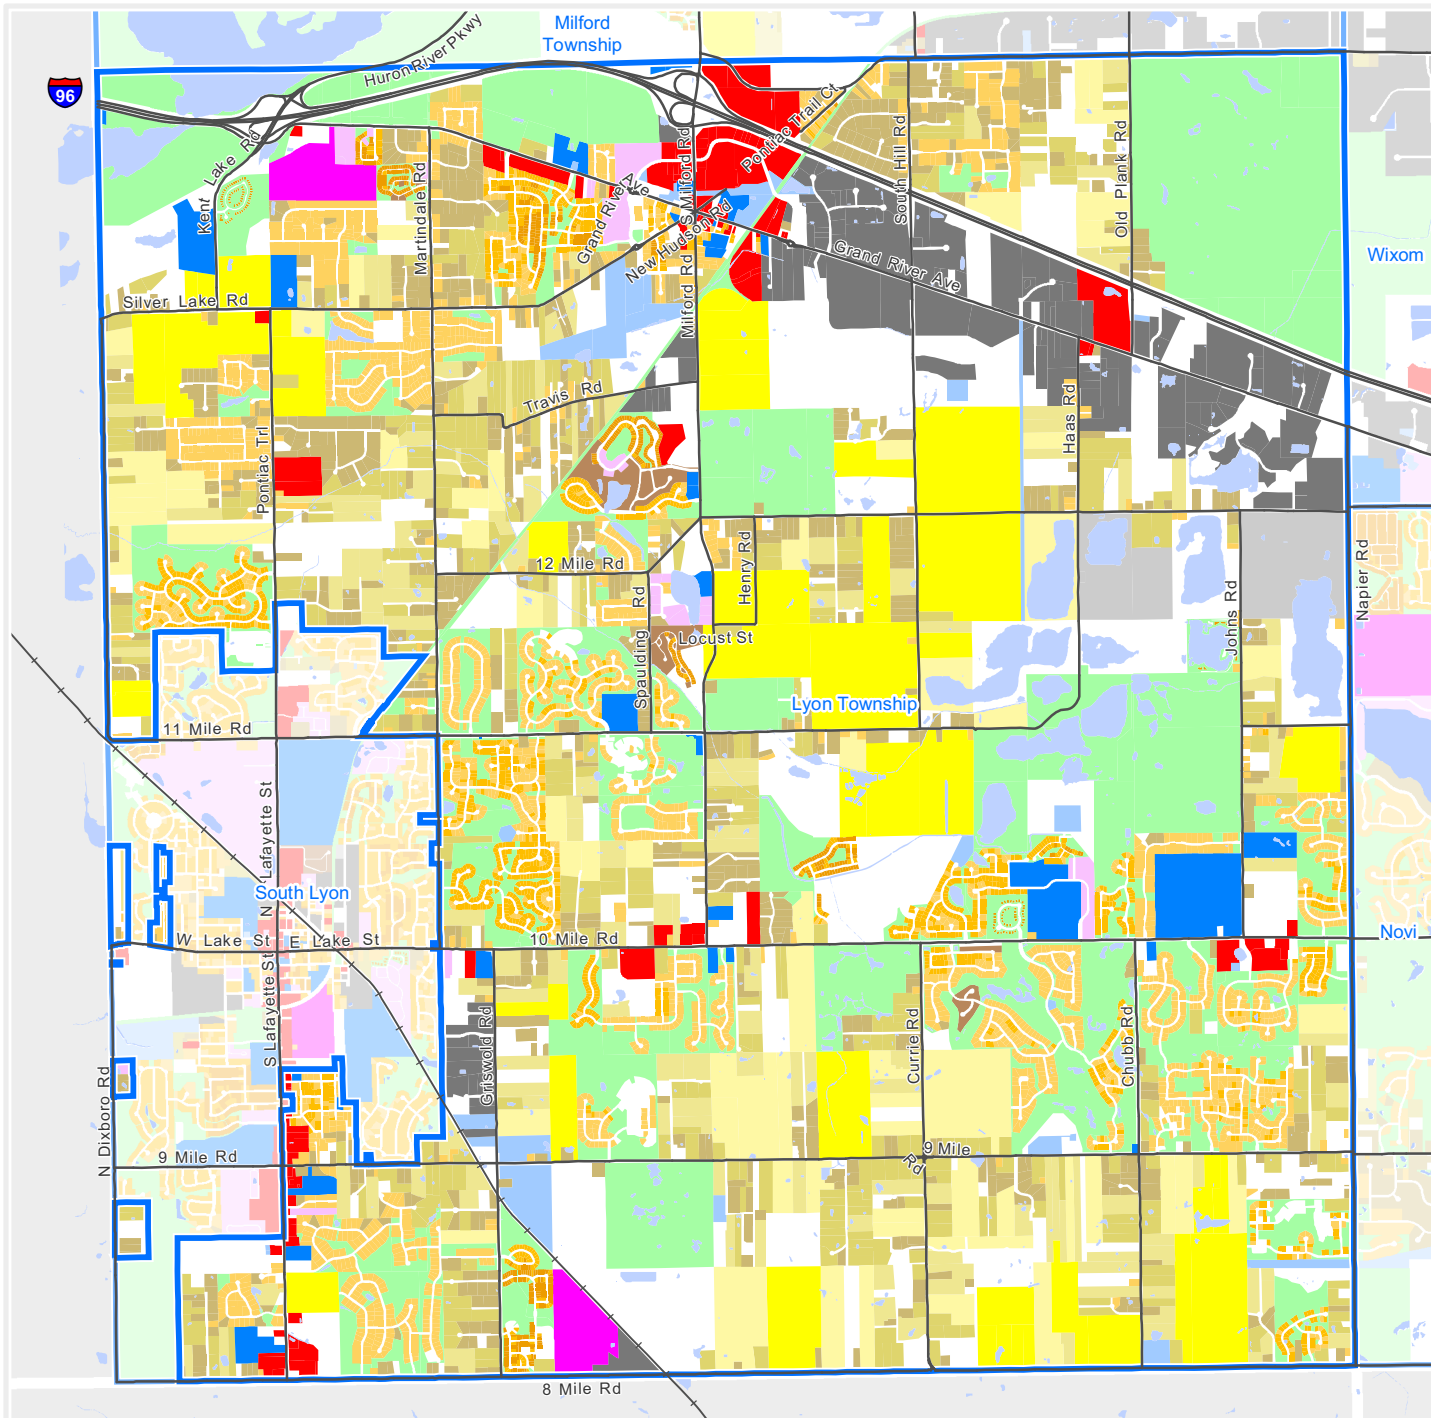 Milford
Township
Huron River Pkwy
96
Kent Lake Rd
Martindale Rd
Grand River Ave
S Milford Rd
Pontiac Trail Ct
New Hudson Rd
South Hill Rd
Old Plank Rd
Wixom
Grand River Ave
Silver Lake Rd
Milford Rd
Travis Rd
Haas Rd
Pontiac Trl
12 Mile Rd
Henry Rd
Napier Rd
Spaulding Rd
Locust St
Johns Rd
Lyon Township
11 Mile Rd
N Lafayette St
South Lyon
W Lake St
E Lake St
10 Mile Rd
Novi
S Lafayette St
Griswold Rd
Currie Rd
Chubb Rd
N Dixboro Rd
9 Mile Rd
9 Mile
Rd
8 Mile Rd